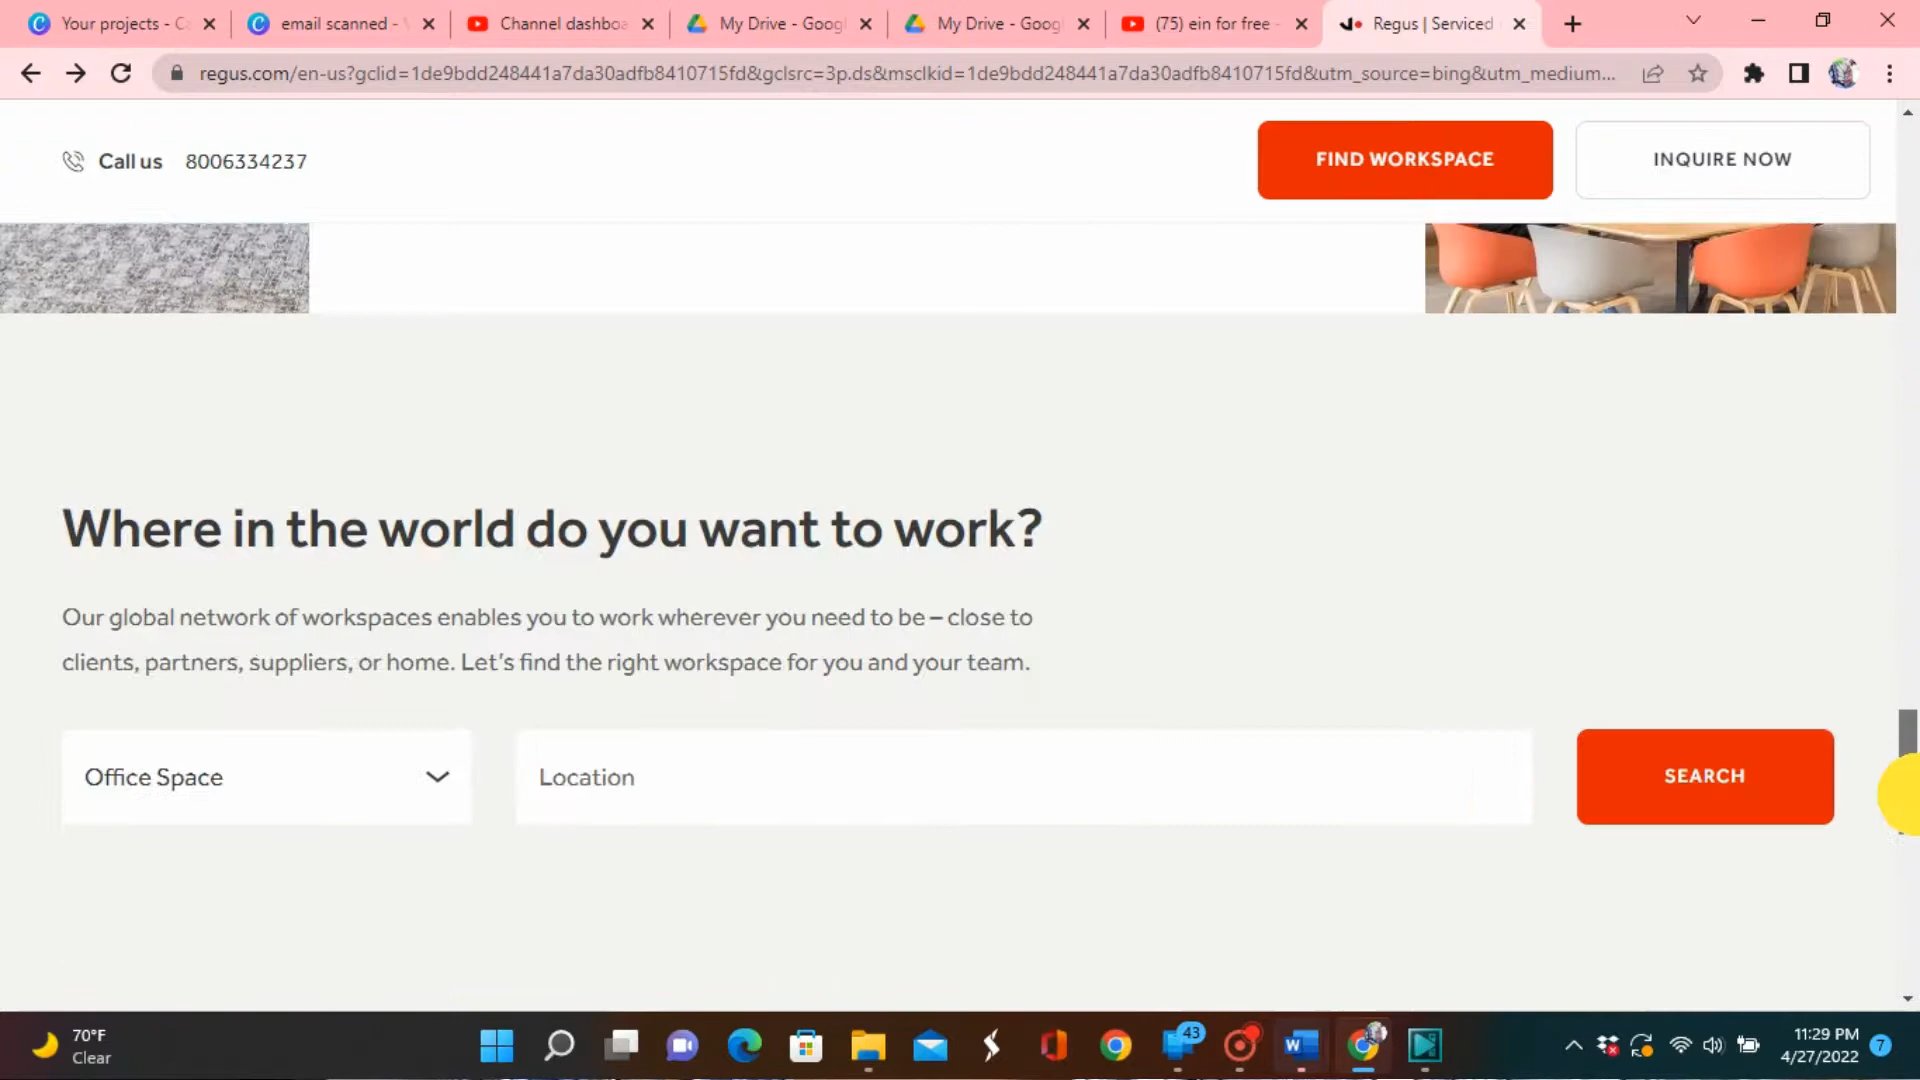 Your projects - Ca
email scanned -
Channel dashboa
My Drive - Googl
My Drive - Goog
(75) ein for free -
Regus | Serviced
regus.com/en-us?gclid=1de9bdd248441a7da30adfb8410715fd&gclsrc=3p.ds&msclkid=1de9bdd248441a7da30adfb8410715fd&utm_source=bing&utm_medium...
Call us 8006334237
FIND WORKSPACE
INQUIRE NOW
Where in the world do you want to work?
Our global network of workspaces enables you to work wherever you need to be – close to
clients, partners, suppliers, or home. Let’s find the right workspace for you and your team.
Office Space
Location
SEARCH
70°F
Clear
43
11:29 PM
4/27/2022
7